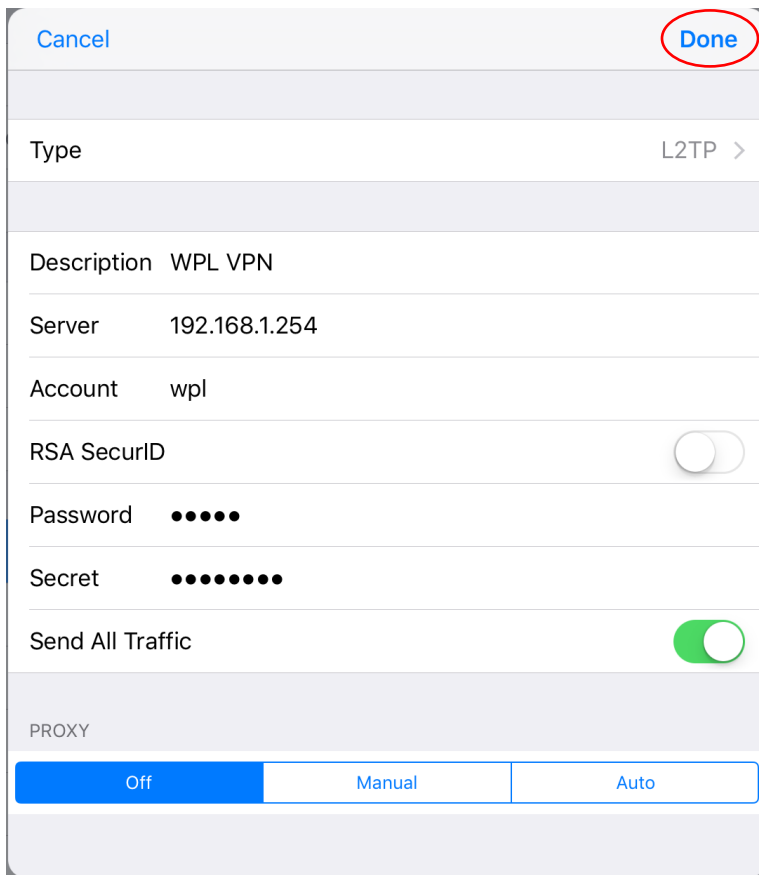 Cancel Done
Type L2TP
Description WPL VPN
Server 192.168.1.254
Account wpl
RSA SecurID
Password •••••
Secret ••••••••
Send All Traffic
PROXY
Off Manual Auto